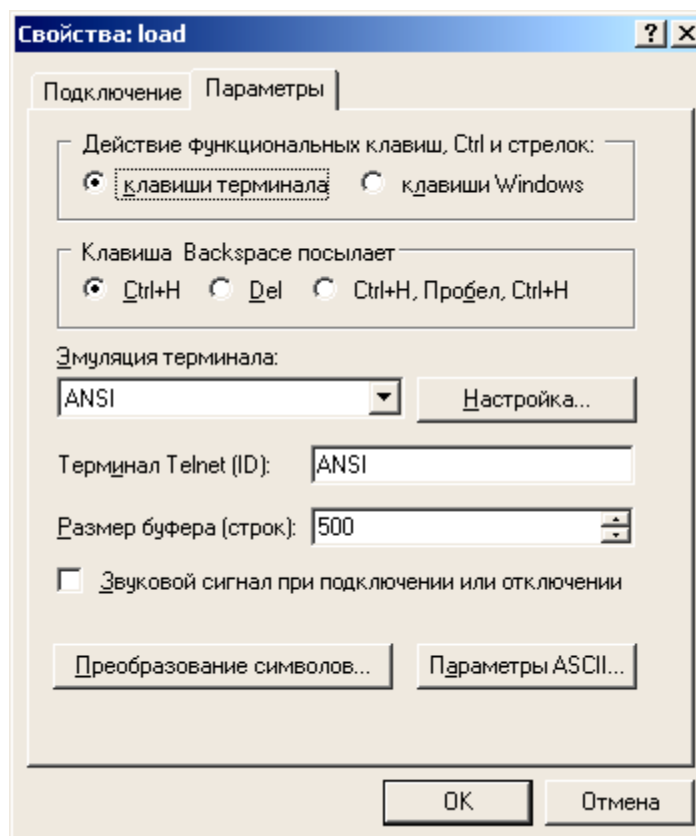 Свойства: load
Подключение Параметры
Действие функциональных клавиш, Ctrl и стрелок:
клавиши терминала клавиши Windows
Клавиша Backspace посылает
Ctrl+H Del Ctrl+H, Пробел, Ctrl+H
Эмуляция терминала:
ANSI Настройка...
Терминал Telnet (ID): ANSI
Размер буфера (строк): 500
Звуковой сигнал при подключении или отключении
Преобразование символов... Параметры ASCII...
OK Отмена